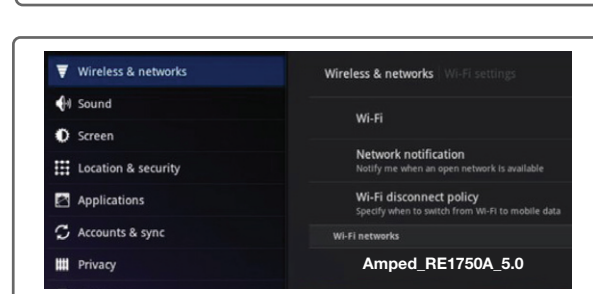 Wireless & networks
Sound
Screen
Location & security
Applications
Accounts & sync
Privacy
Wireless & networks Wi-Fi settings
Wi-Fi
Network notification
Notify me when an open network is available
Wi-Fi disconnect policy
Specify when to switch from Wi-Fi to mobile data
Wi-Fi networks
Amped_RE1750A_5.0